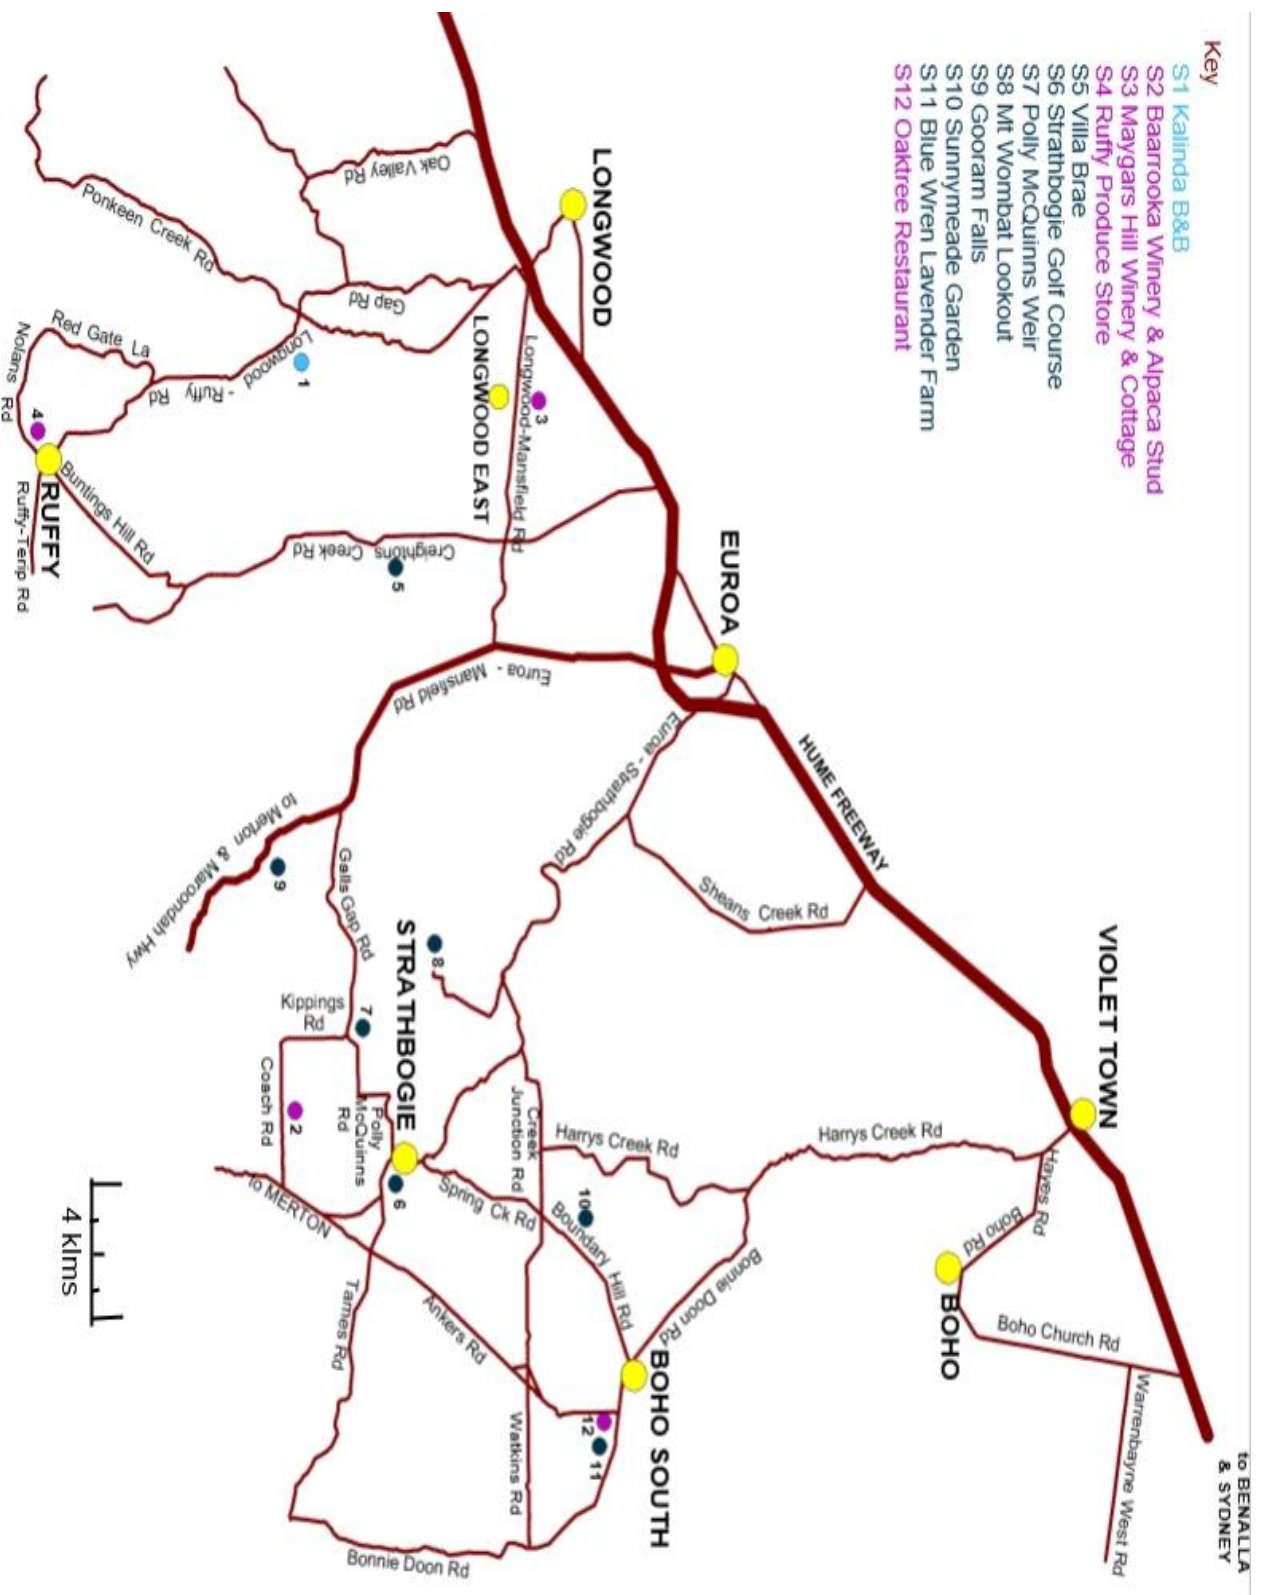 Key
S1 Kalinda B&B
S2 Baarrooka Winery & Alpaca Stud
S3 Maygars Hill Winery & Cottage
S4 Ruffy Produce Store
S5 Villa Brae
S6 Strathbogie Golf Course
S7 Polly McQuinns Weir
S8 Mt Wombat Lookout
S9 Gooram Falls
S10 Sunnymeade Garden
S11 Blue Wren Lavender Farm
S12 Oaktree Restaurant
to BENALLA
& SYDNEY
VIOLET TOWN
HUME FREEWAY
Hayes Rd
Boho Rd
BOHO
Boho Church Rd
Warrenbayne West Rd
Harrys Creek Rd
Harrys Creek Rd
Bonnie Doon Rd
BOHO SOUTH
Boundary Hill Rd
10
12
11
Watkins Rd
Bonnie Doon Rd
Creek
Junction Rd
Spring Ck Rd
Ankers Rd
Tames Rd
to MERTON
STRATHBOGIE
6
8
7
Polly
McQuinns
Rd
Kippings
Rd
Coach Rd
2
Galls Gap Rd
9
to Merton & Maroondah Hwy
Sheans Creek Rd
Euroa - Strathbogie Rd
EUROA
Euroa - Mansfield Rd
LONGWOOD
LONGWOOD EAST
Longwood-Mansfield Rd
3
Creightons
Creek Rd
5
Oak Valley
Rd
Gap Rd
Ponkeen Creek Rd
Longwood - Ruffy Rd
1
Red Gate La
Nolans Rd
4
RUFFY
Buntings Hill Rd
Ruffy-Terip Rd
4 klms